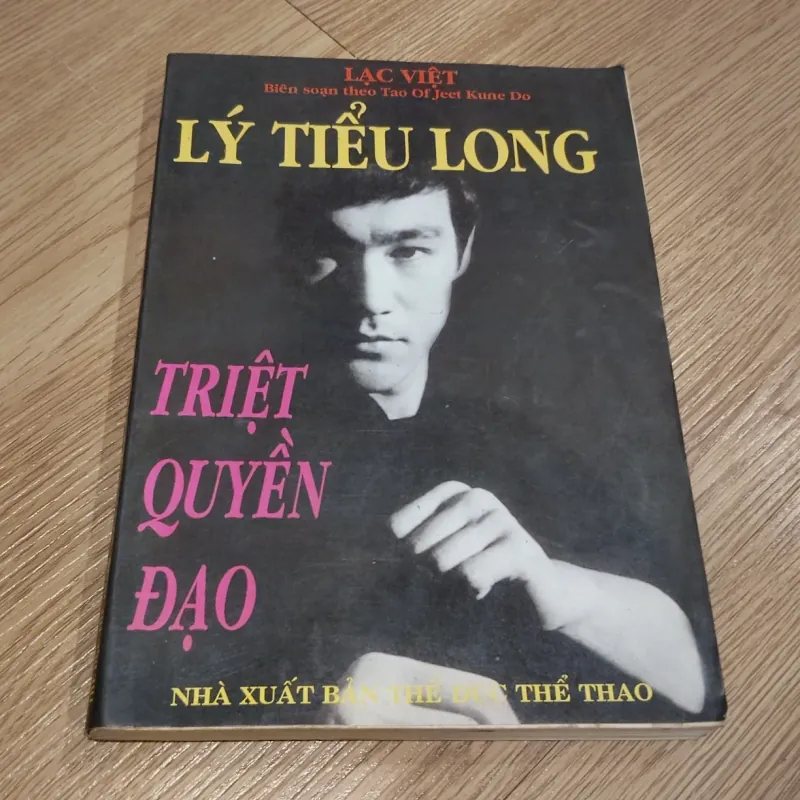 LẠC VIỆT
Biên soạn theo Tao Of Jeet Kune Do
LÝ TIỂU LONG
TRIỆT
QUYỀN
ĐẠO
NHÀ XUẤT BẢN THỂ DỤC THỂ THAO